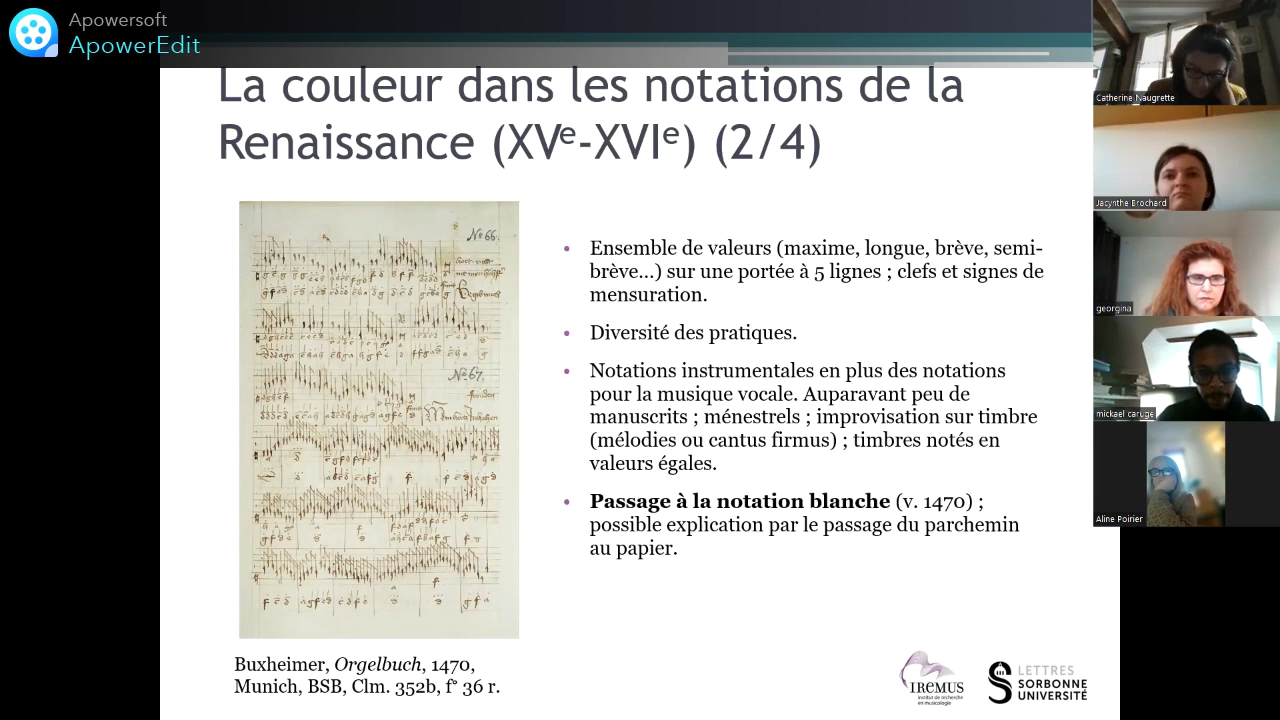 Apowersoft
ApowerEdit
La couleur dans les notations de la
Renaissance (XVe-XVIe) (2/4)
No 66.
No 67.
• Ensemble de valeurs (maxime, longue, brève, semi-
brève...) sur une portée à 5 lignes ; clefs et signes de
mensuration.
• Diversité des pratiques.
• Notations instrumentales en plus des notations
pour la musique vocale. Auparavant peu de
manuscrits ; ménestrels ; improvisation sur timbre
(mélodies ou cantus firmus) ; timbres notés en
valeurs égales.
• Passage à la notation blanche (v. 1470) ;
possible explication par le passage du parchemin
au papier.
Buxheimer, Orgelbuch, 1470,
Munich, BSB, Clm. 352b, f° 36 r.
IREMUS
institut de recherche
en musicologie
LETTRES
SORBONNE
UNIVERSITÉ
Catherine Naugrette
Jacynthe Brochard
georgina
mickael caruge
Aline Poirier